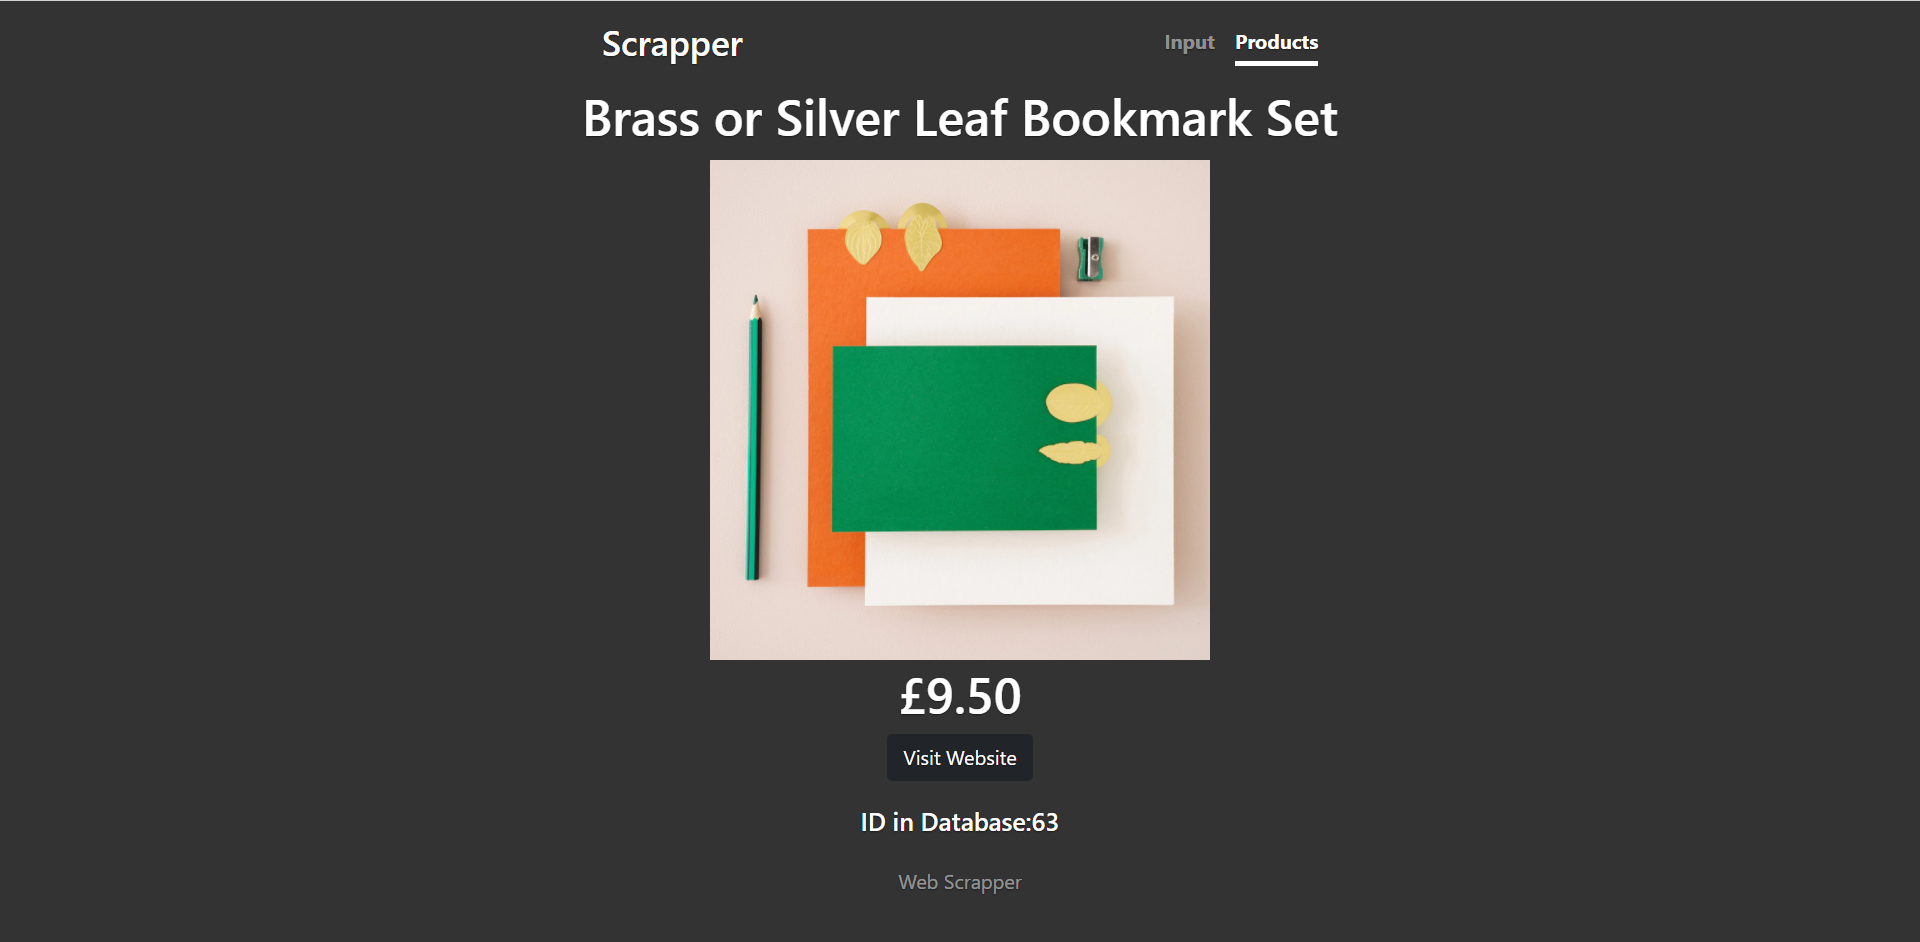 Scrapper
Input
Products
Brass or Silver Leaf Bookmark Set
£9.50
Visit Website
ID in Database:63
Web Scrapper